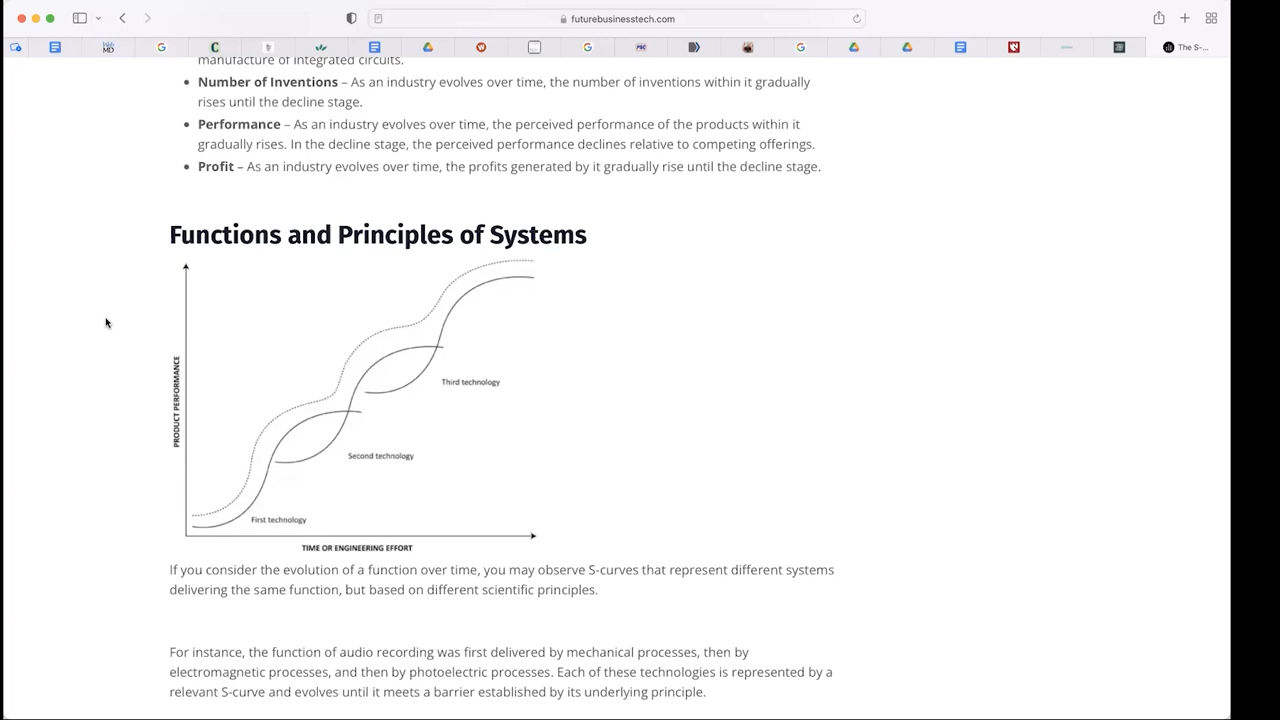 futurebusinesstech.com
The S-...
manufacture of integrated circuits.
• Number of Inventions – As an industry evolves over time, the number of inventions within it gradually
rises until the decline stage.
• Performance – As an industry evolves over time, the perceived performance of the products within it
gradually rises. In the decline stage, the perceived performance declines relative to competing offerings.
• Profit – As an industry evolves over time, the profits generated by it gradually rise until the decline stage.
Functions and Principles of Systems
PRODUCT PERFORMANCE
Third technology
Second technology
First technology
TIME OR ENGINEERING EFFORT
If you consider the evolution of a function over time, you may observe S-curves that represent different systems
delivering the same function, but based on different scientific principles.
For instance, the function of audio recording was first delivered by mechanical processes, then by
electromagnetic processes, and then by photoelectric processes. Each of these technologies is represented by a
relevant S-curve and evolves until it meets a barrier established by its underlying principle.